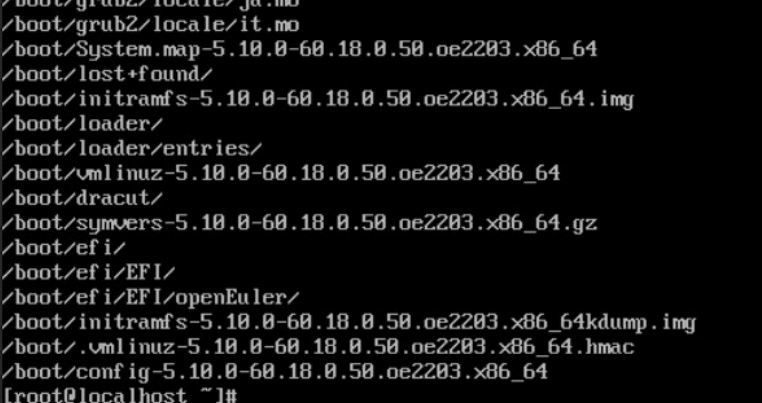 /boot/grub2/locale/ja.mo
/boot/grub2/locale/it.mo
/boot/System.map-5.10.0-60.18.0.50.oe2203.x86_64
/boot/lost+found/
/boot/initramfs-5.10.0-60.18.0.50.oe2203.x86_64.img
/boot/loader/
/boot/loader/entries/
/boot/vmlinuz-5.10.0-60.18.0.50.oe2203.x86_64
/boot/dracut/
/boot/symvers-5.10.0-60.18.0.50.oe2203.x86_64.gz
/boot/efi/
/boot/efi/EFI/
/boot/efi/EFI/openEuler/
/boot/initramfs-5.10.0-60.18.0.50.oe2203.x86_64kdump.img
/boot/.vmlinuz-5.10.0-60.18.0.50.oe2203.x86_64.hmac
/boot/config-5.10.0-60.18.0.50.oe2203.x86_64
[root@localhost ~]#